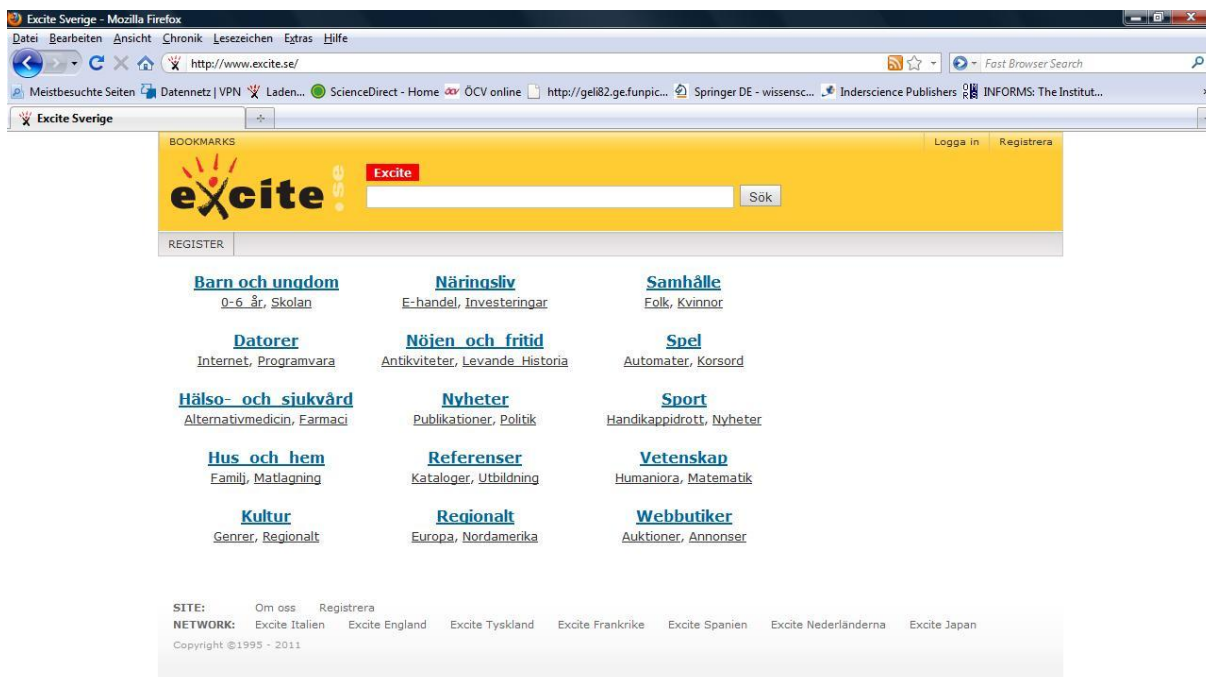 Excite Sverige - Mozilla Firefox
Datei Bearbeiten Ansicht Chronik Lesezeichen Extras Hilfe
http://www.excite.se/ Fast Browser Search
Meistbesuchte Seiten Datennetz | VPN Laden... ScienceDirect - Home ÖCV online http://geli82.ge.funpic... Springer DE - wissensc... Inderscience Publishers INFORMS: The Institut...
Excite Sverige
BOOKMARKS Logga in Registrera
excite.se
Excite
Sök
REGISTER
Barn och ungdom Näringsliv Samhålle
0-6 år, Skolan E-handel, Investeringar Folk, Kvinnor
Datorer Nöjen och fritid Spel
Internet, Programvara Antikviteter, Levande Historia Automater, Korsord
Hälso- och sjukvård Nyheter Sport
Alternativmedicin, Farmaci Publikationer, Politik Handikappidrott, Nyheter
Hus och hem Referenser Vetenskap
Familj, Matlagning Kataloger, Utbildning Humaniora, Matematik
Kultur Regionalt Webbutiker
Genrer, Regionalt Europa, Nordamerika Auktioner, Annonser
SITE: Om oss Registrera
NETWORK: Excite Italien Excite England Excite Tyskland Excite Frankrike Excite Spanien Excite Nederländerna Excite Japan
Copyright ©1995 - 2011